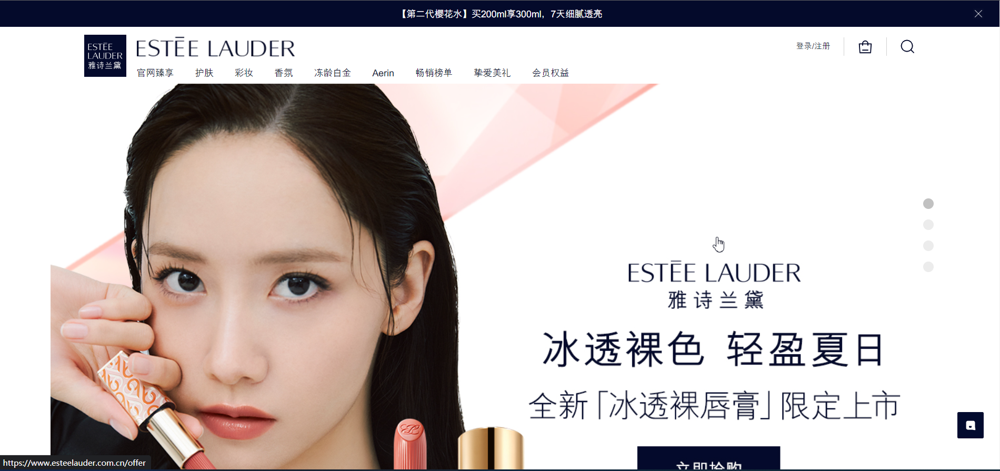 【第二代樱花水】买200ml享300ml，7天细腻透亮
ESTĒE
LAUDER
雅诗兰黛
ESTĒE LAUDER
登录/注册
官网臻享 护肤 彩妆 香氛 冻龄白金 Aerin 畅销榜单 挚爱美礼 会员权益
ESTĒE LAUDER
雅诗兰黛
冰透裸色 轻盈夏日
全新「冰透裸唇膏」限定上市
立即抢购
https://www.esteelauder.com.cn/offer